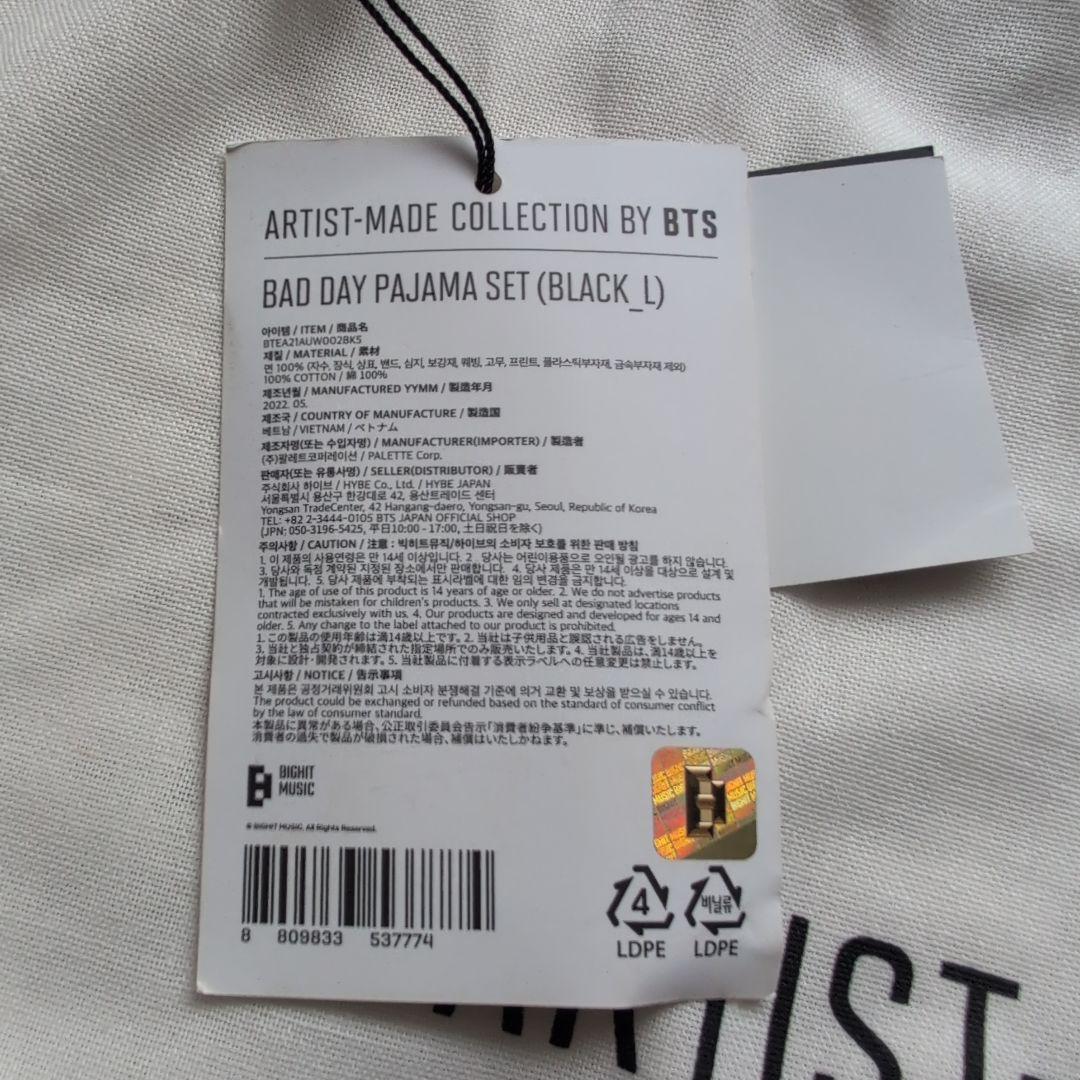 ARTIST-MADE COLLECTION BY BTS
BAD DAY PAJAMA SET (BLACK_L)
아이템 / ITEM / 商品名
BTEA21AUW002BK5
제질 / MATERIAL / 素材
면 100% (자수, 장식, 상표, 밴드, 심지, 보강재, 웨빙, 고무, 프린트, 플라스틱부자재, 금속부자재 제외)
100% COTTON / 綿 100%
제조년월 / MANUFACTURED YYMM / 製造年月
2022. 05.
제조국 / COUNTRY OF MANUFACTURE / 製造国
베트남 / VIETNAM / ベトナム
제조자명(또는 수입자명) / MANUFACTURER(IMPORTER) / 製造者
(주)팔레트코퍼레이션 / PALETTE Corp.
판매자(또는 유통사명) / SELLER(DISTRIBUTOR) / 販賣者
주식회사 하이브 / HYBE Co., Ltd. / HYBE JAPAN
서울특별시 용산구 한강대로 42, 용산트레이드 센터
Yongsan TradeCenter, 42 Hangang-daero, Yongsan-gu, Seoul, Republic of Korea
TEL: +82 2-3444-0105 BTS JAPAN OFFICIAL SHOP
(JPN: 050-3196-5425, 平日10:00 - 17:00, 土日祝日を除く)
주의사항 / CAUTION / 注意 : 빅히트뮤직/하이브의 소비자 보호를 위한 판매 방침
1. 이 제품의 사용연령은 만 14세 이상입니다. 2. 당사는 어린이용품으로 오인될 광고를 하지 않습니다.
3. 당사와 독점 계약된 지정된 장소에서만 판매합니다. 4. 당사 제품은 만 14세 이상을 대상으로 설계 및
개발됩니다. 5. 당사 제품에 부착되는 표시라벨에 대한 임의 변경을 금지합니다.
1. The age of use of this product is 14 years of age or older. 2. We do not advertise products
that will be mistaken for children's products. 3. We only sell at designated locations
contracted exclusively with us. 4. Our products are designed and developed for ages 14 and
older. 5. Any change to the label attached to our product is prohibited.
1. この製品の使用年齢は満14歳以上です。2. 当社は子供用品と誤認される広告をしません。
3. 当社と独占契約が締結された指定場所でのみ販売いたします。4. 当社製品は、満14歳以上を
対象に設計・開発されます。5. 当社製品に付着する表示ラベルへの任意変更は禁止します。
고시사항 / NOTICE / 告示事項
본 제품은 공정거래위원회 고시 소비자 분쟁해결 기준에 의거 교환 및 보상을 받으실 수 있습니다.
The product could be exchanged or refunded based on the standard of consumer conflict
by the law of consumer standard.
本製品に異常がある場合、公正取引委員会告示「消費者紛争基準」に準じ、補償いたします。
消費者の過失で製品が破損された場合、補償はいたしかねます。
BIGHIT
MUSIC
© BIGHIT MUSIC. All Rights Reserved.
8 809833 537774
4
LDPE
비닐류
LDPE
ARTIST